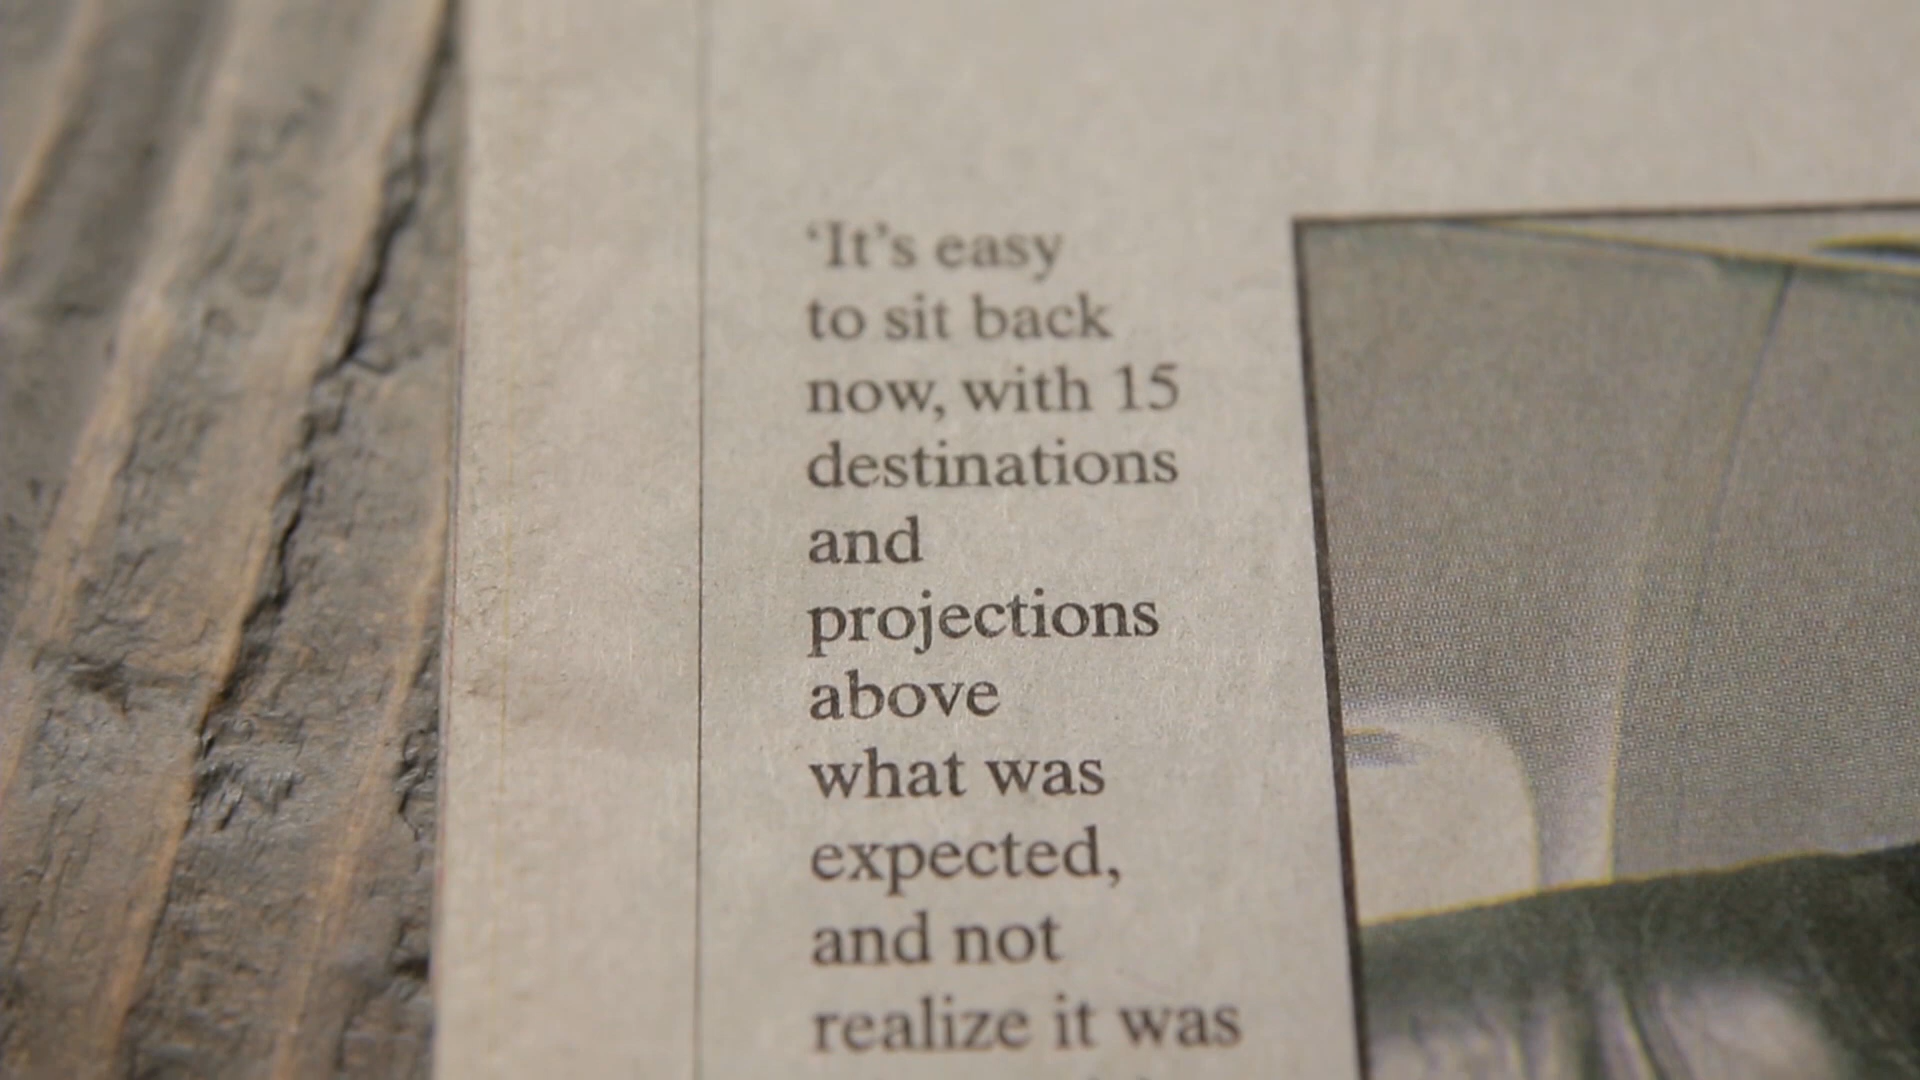 ‘It’s easy
to sit back
now, with 15
destinations
and
projections
above
what was
expected,
and not
realize it was